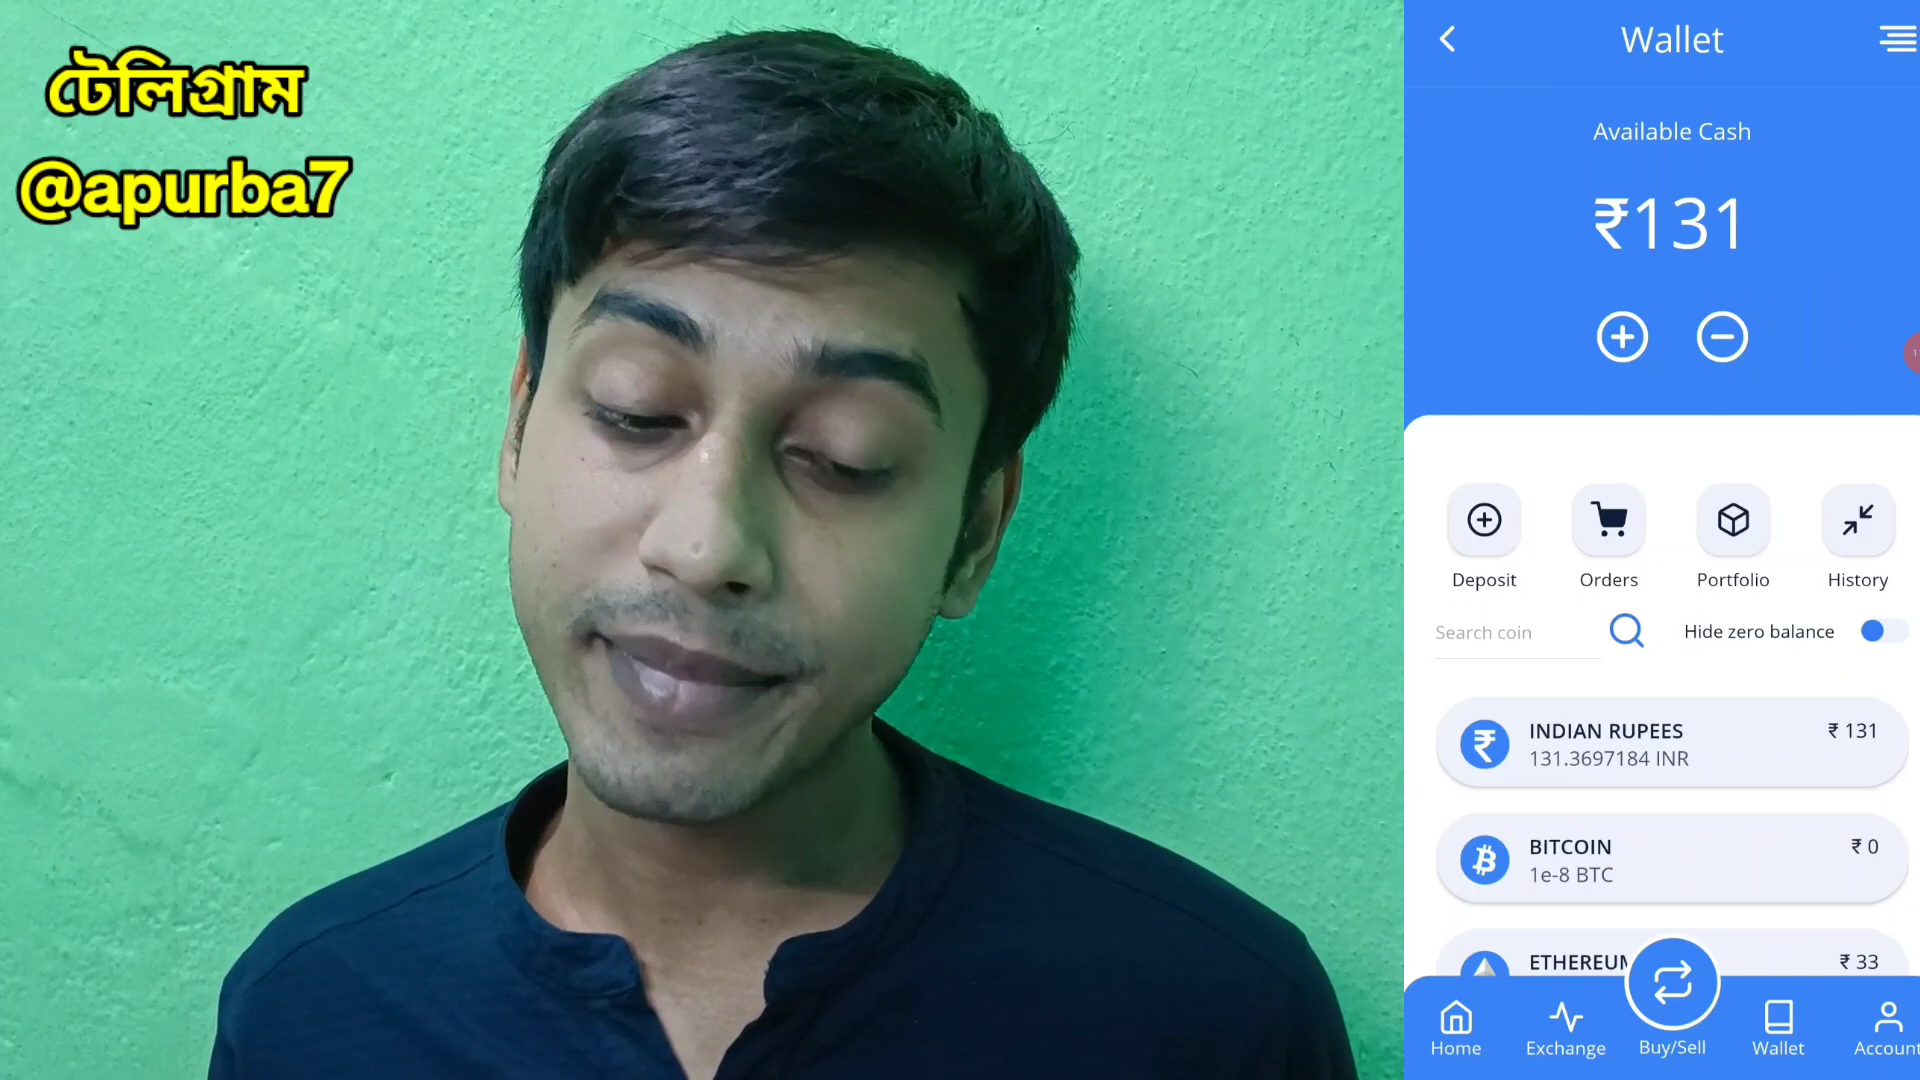 টেলিগ্রাম
@apurba7
Wallet
Available Cash
₹131
Deposit
Orders
Portfolio
History
Search coin
Hide zero balance
INDIAN RUPEES
₹ 131
131.3697184 INR
BITCOIN
₹ 0
1e-8 BTC
₹ 33
Home
Exchange
Buy/Sell
Wallet
Account